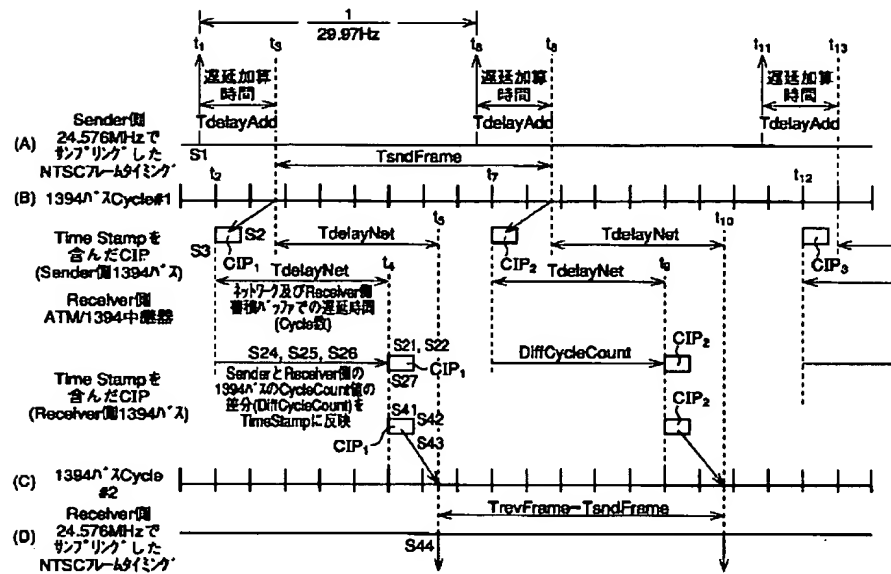 1
29.97Hz
t1
t3
t6
t8
t11
t13
遅延加算
時間
遅延加算
時間
遅延加算
時間
TdelayAdd
TdelayAdd
TdelayAdd
(A)
Sender側
24.576MHzで
サンプリングした
NTSCフレームタイミング
S1
TsndFrame
t2
t7
t12
(B) 1394バスCycle#1
t5
t10
Time Stampを
含んだCIP
(Sender側1394バス)
S2
S3
CIP1
TdelayNet
CIP2
TdelayNet
CIP3
t4
t9
TdelayNet
TdelayNet
Receiver側
ATM/1394中継器
ネットワーク及びReceiver側
蓄積バッファでの遅延時間
(Cycle数)
S24, S25, S26
S21, S22
CIP1
S27
DiffCycleCount
CIP2
Time Stampを
含んだCIP
(Receiver側1394バス)
SenderとReceiver側の
1394バスのCycleCount値の
差分(DiffCycleCount)を
TimeStampに反映
S41
S42
CIP1
S43
CIP2
(C) 1394バスCycle
#2
TrevFrame=TsndFrame
(D)
Receiver側
24.576MHzで
サンプリングした
NTSCフレームタイミング
S44